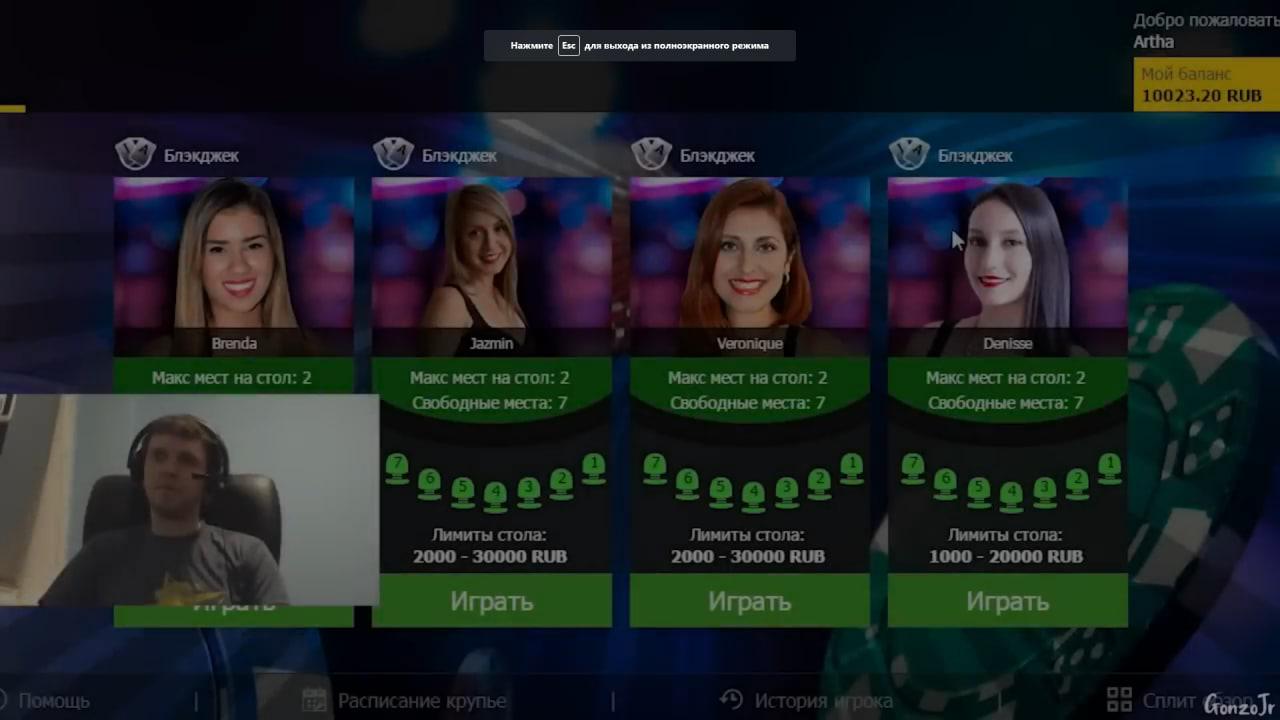 Добро пожаловать
Artha
Нажмите Esc для выхода из полноэкранного режима
Мой баланс
10023.20 RUB
Блэкджек
Блэкджек
Блэкджек
Блэкджек
Brenda
Jazmin
Veronique
Denisse
Макс мест на стол: 2
Макс мест на стол: 2
Макс мест на стол: 2
Макс мест на стол: 2
Свободные места: 7
Свободные места: 7
Свободные места: 7
7 6 5 4 3 2 1
7 6 5 4 3 2 1
7 6 5 4 3 2 1
Лимиты стола:
Лимиты стола:
Лимиты стола:
2000 - 30000 RUB
2000 - 30000 RUB
1000 - 20000 RUB
Играть
Играть
Играть
Играть
Помощь
Расписание крупье
История игрока
Сплит обзор
GonzoJr